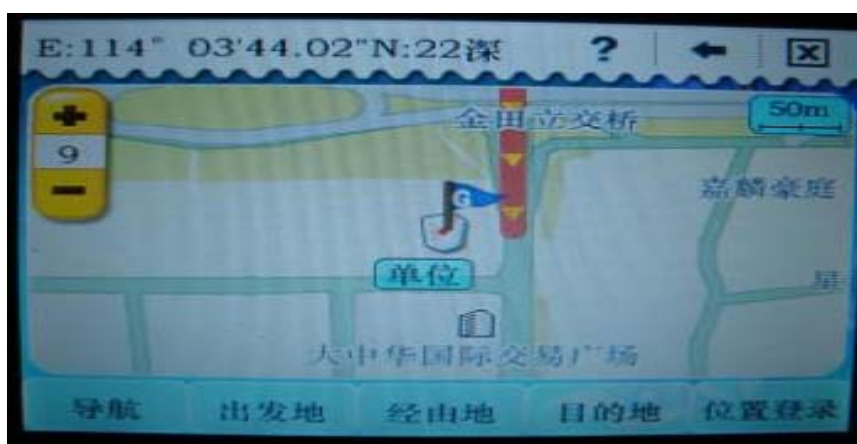 E:114° 03'44.02"N:22深 ?
50m
金田立交桥
9
嘉麟豪庭
G
单位
星
大中华国际交易广场
导航 出发地 经由地 目的地 位置登录